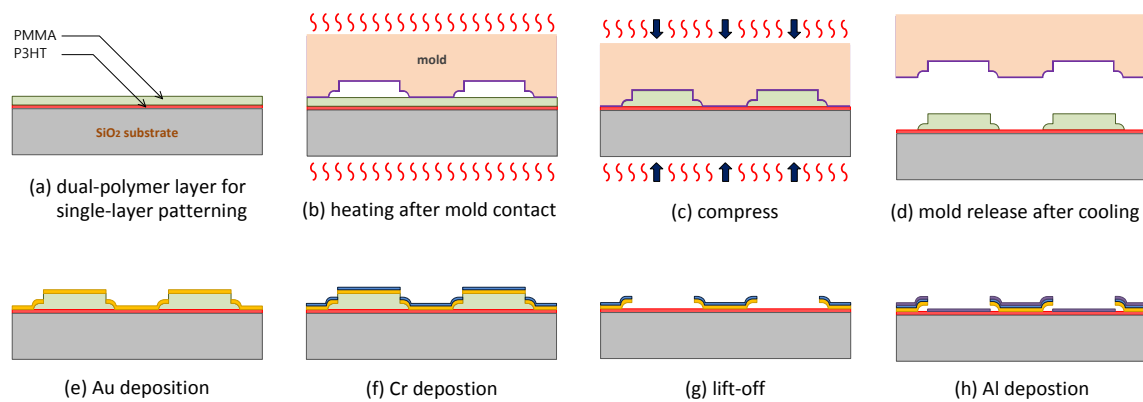 PMMA
P3HT
SiO₂ substrate
(a) dual-polymer layer for
single-layer patterning
mold
(b) heating after mold contact
(c) compress
(d) mold release after cooling
(e) Au deposition
(f) Cr depostion
(g) lift-off
(h) Al depostion